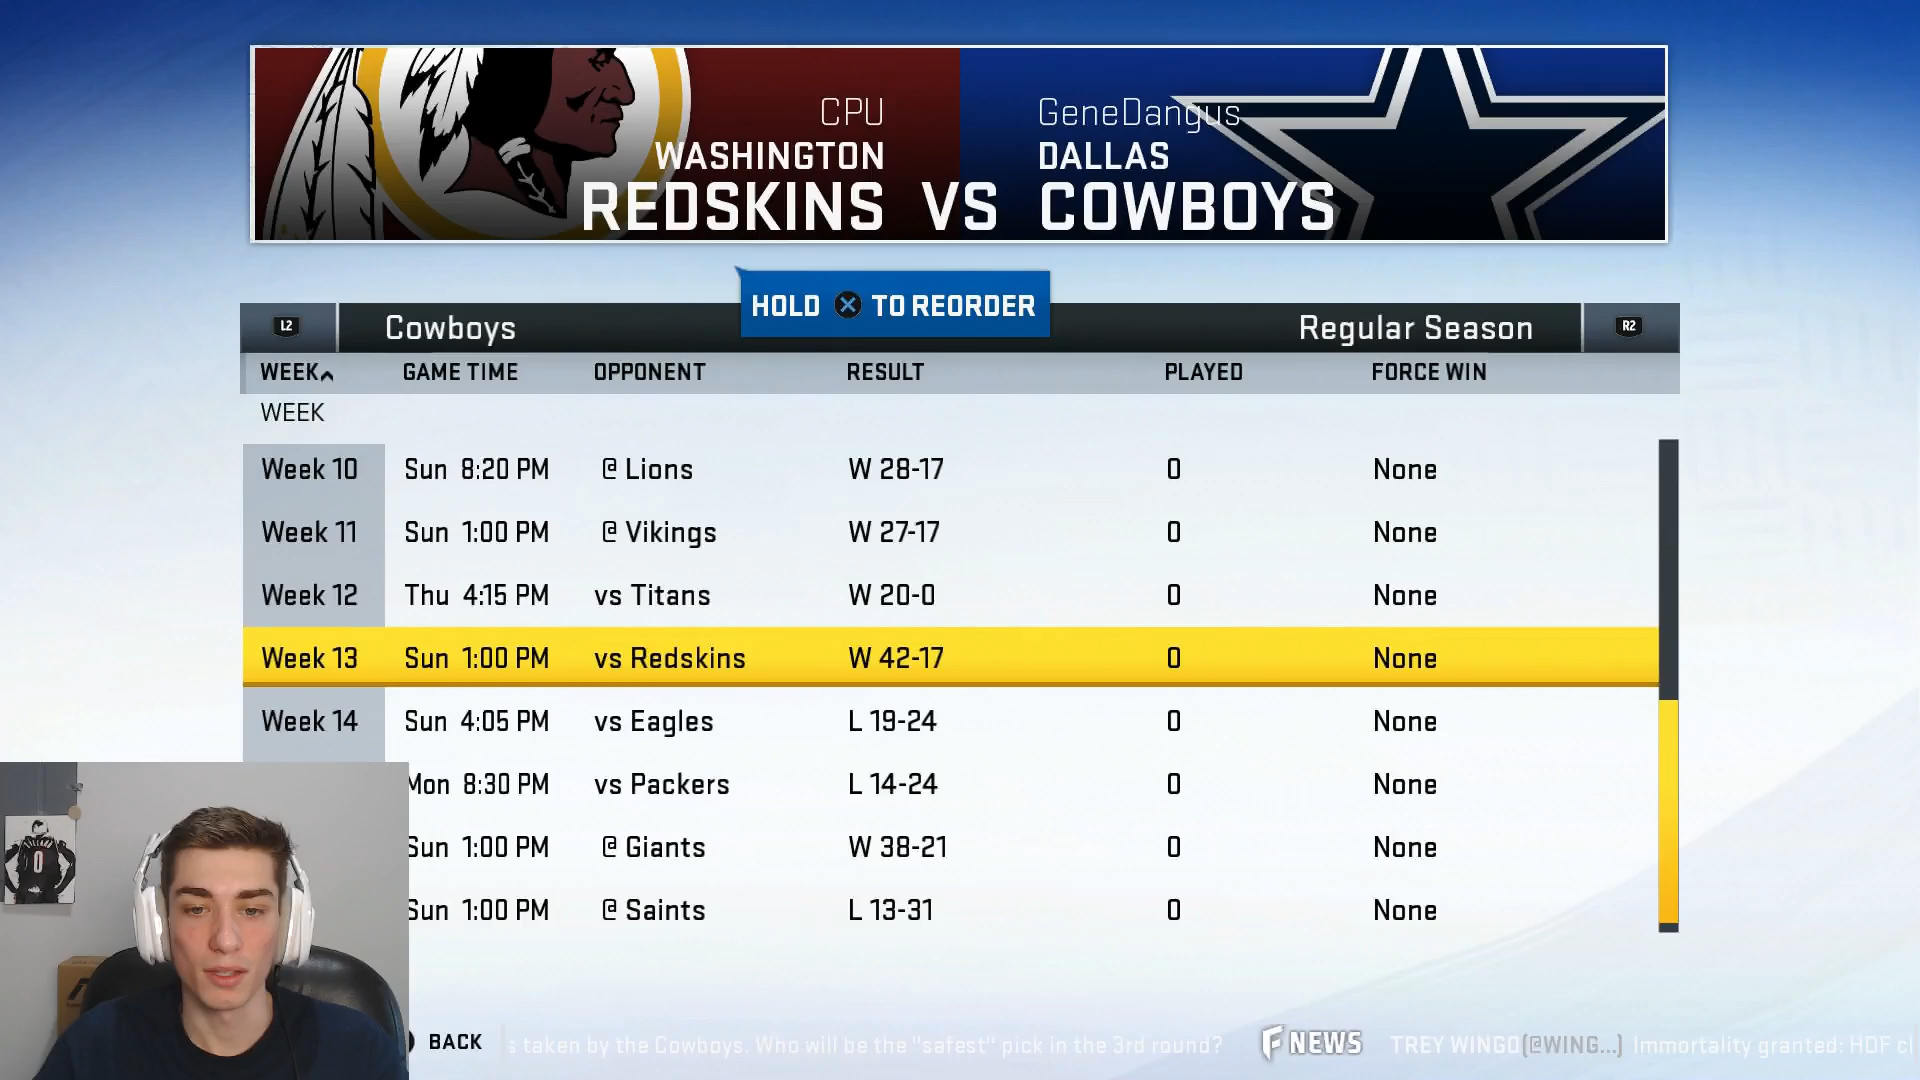 CPU
WASHINGTON
REDSKINS
VS
GeneDangus
DALLAS
COWBOYS
HOLD ⓧ TO REORDER
L2 Cowboys Regular Season R2
WEEK GAME TIME OPPONENT RESULT PLAYED FORCE WIN
WEEK
Week 10 Sun 8:20 PM @ Lions W 28-17 0 None
Week 11 Sun 1:00 PM @ Vikings W 27-17 0 None
Week 12 Thu 4:15 PM vs Titans W 20-0 0 None
Week 13 Sun 1:00 PM vs Redskins W 42-17 0 None
Week 14 Sun 4:05 PM vs Eagles L 19-24 0 None
Mon 8:30 PM vs Packers L 14-24 0 None
Sun 1:00 PM @ Giants W 38-21 0 None
Sun 1:00 PM @ Saints L 13-31 0 None
0
BACK
s taken by the Cowboys. Who will be the "safest" pick in the 3rd round? F NEWS TREY WINGO(@WING...) Immortality granted: HOF cl